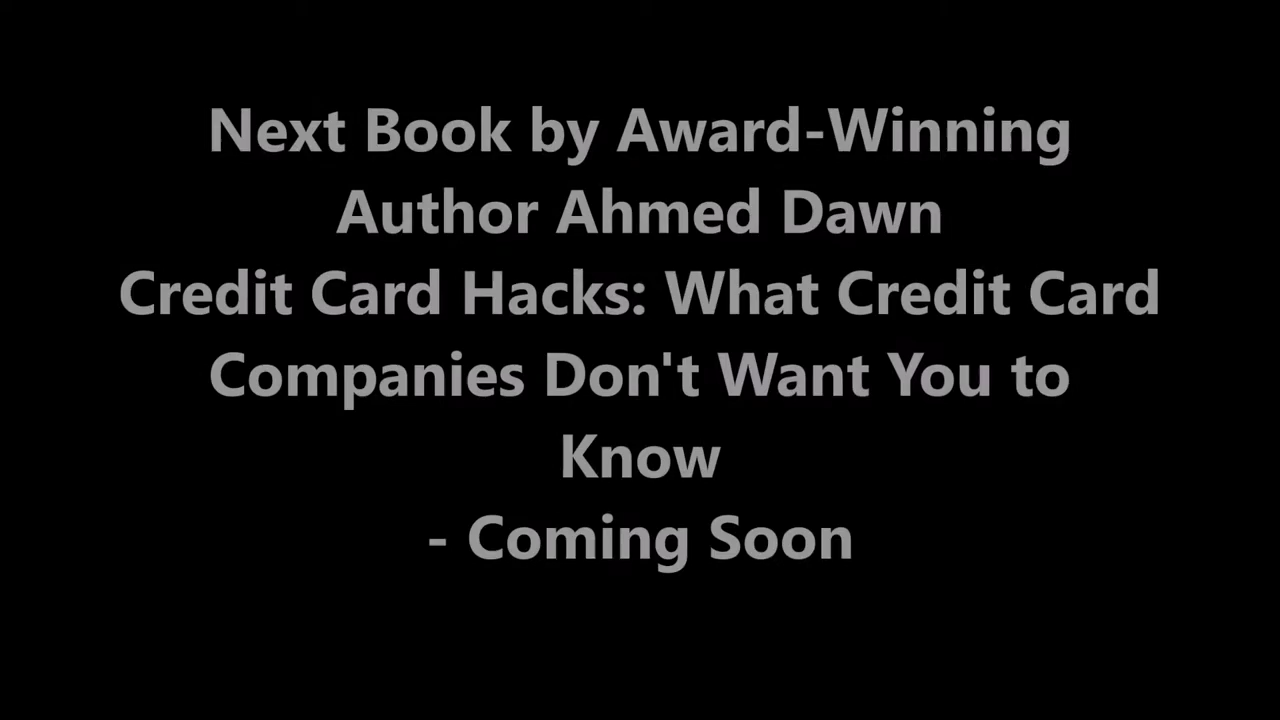 Next Book by Award-Winning
Author Ahmed Dawn
Credit Card Hacks: What Credit Card
Companies Don't Want You to
Know
- Coming Soon